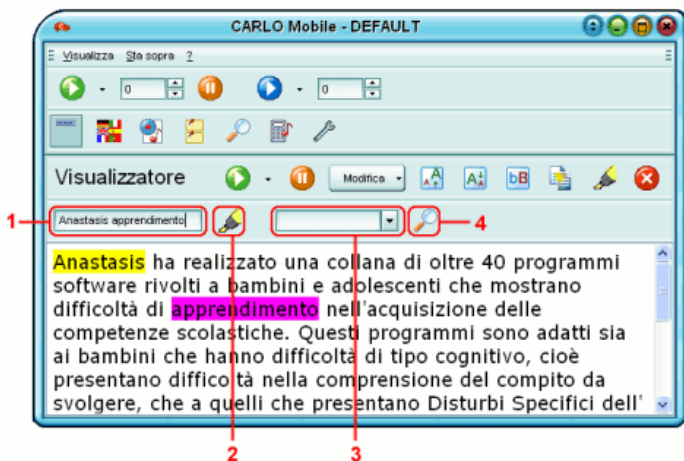 CARLO Mobile - DEFAULT
Visualizza Sta sopra ?
0 0
Visualizzatore Modifica A A bB
1 Anastasis apprendimento 4
Anastasis ha realizzato una collana di oltre 40 programmi
software rivolti a bambini e adolescenti che mostrano
difficoltà di apprendimento nell'acquisizione delle
competenze scolastiche. Questi programmi sono adatti sia
ai bambini che hanno difficoltà di tipo cognitivo, cioè
presentano difficoltà nella comprensione del compito da
svolgere, che a quelli che presentano Disturbi Specifici dell'
2 3